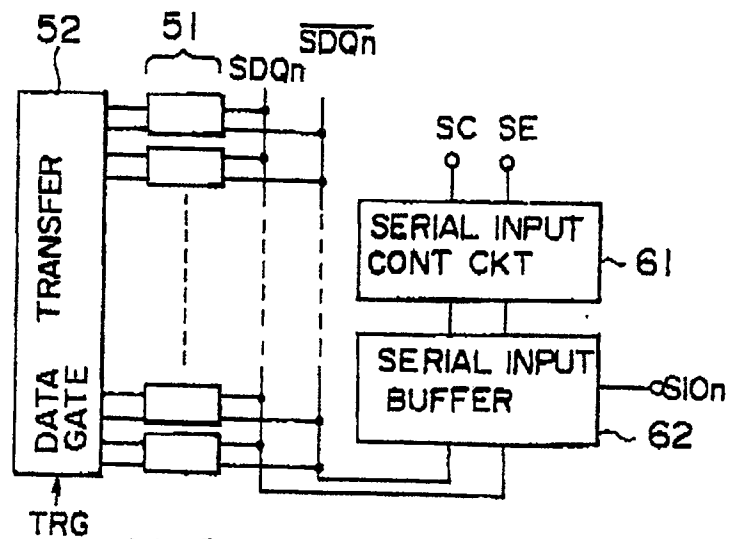 52
51
SDQn
S̅D̅Q̅n̅
DATA TRANSFER
GATE
SC SE
SERIAL INPUT
CONT CKT
61
SERIAL INPUT
BUFFER
SIOn
62
TRG